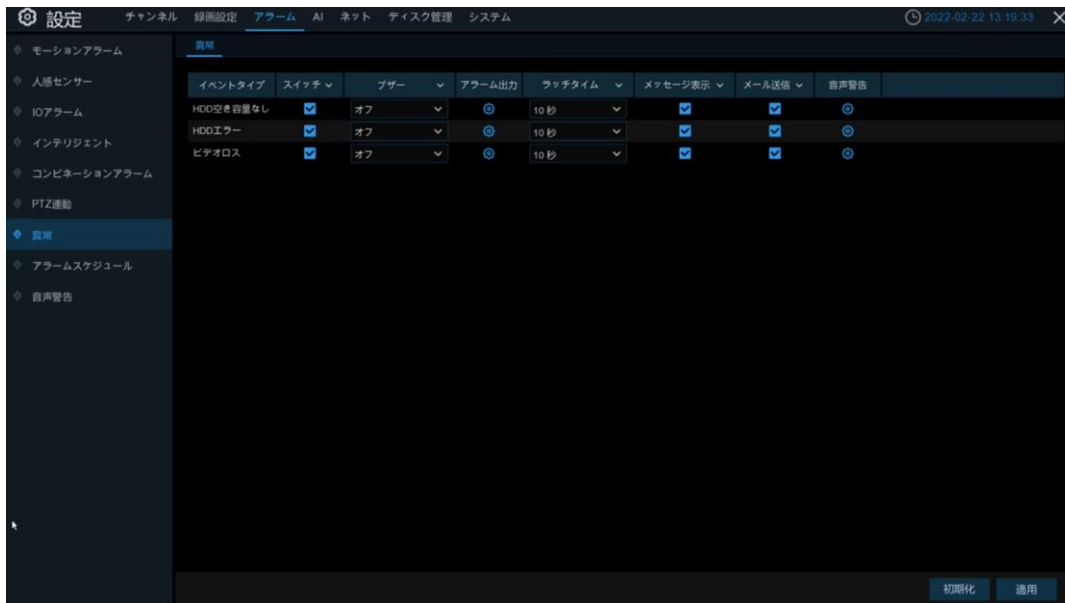 設定 チャンネル 録画設定 アラーム AI ネット ディスク管理 システム 2022-02-22 13:19:33
モーションアラーム
人感センサー
IOアラーム
インテリジェント
コンビネーションアラーム
PTZ連動
異常
アラームスケジュール
音声警告
異常
イベントタイプ スイッチ ブザー アラーム出力 ラッチタイム メッセージ表示 メール送信 音声警告
HDD空き容量なし オフ 10 秒
HDDエラー オフ 10 秒
ビデオロス オフ 10 秒
初期化 適用